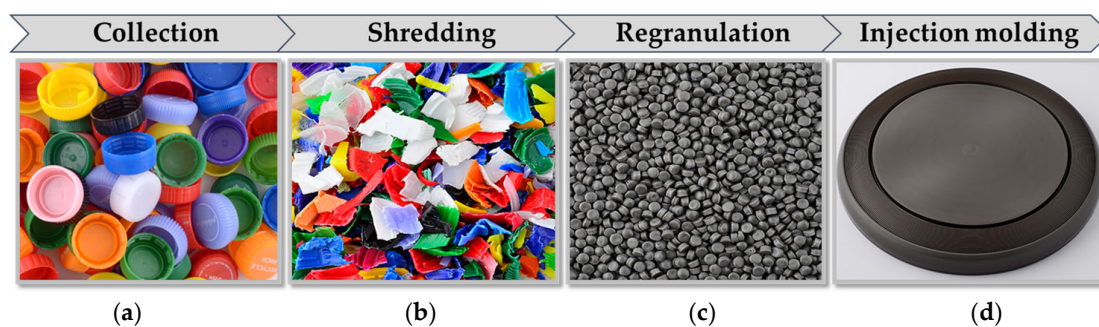 Collection Shredding Regranulation Injection molding
(a) (b) (c) (d)